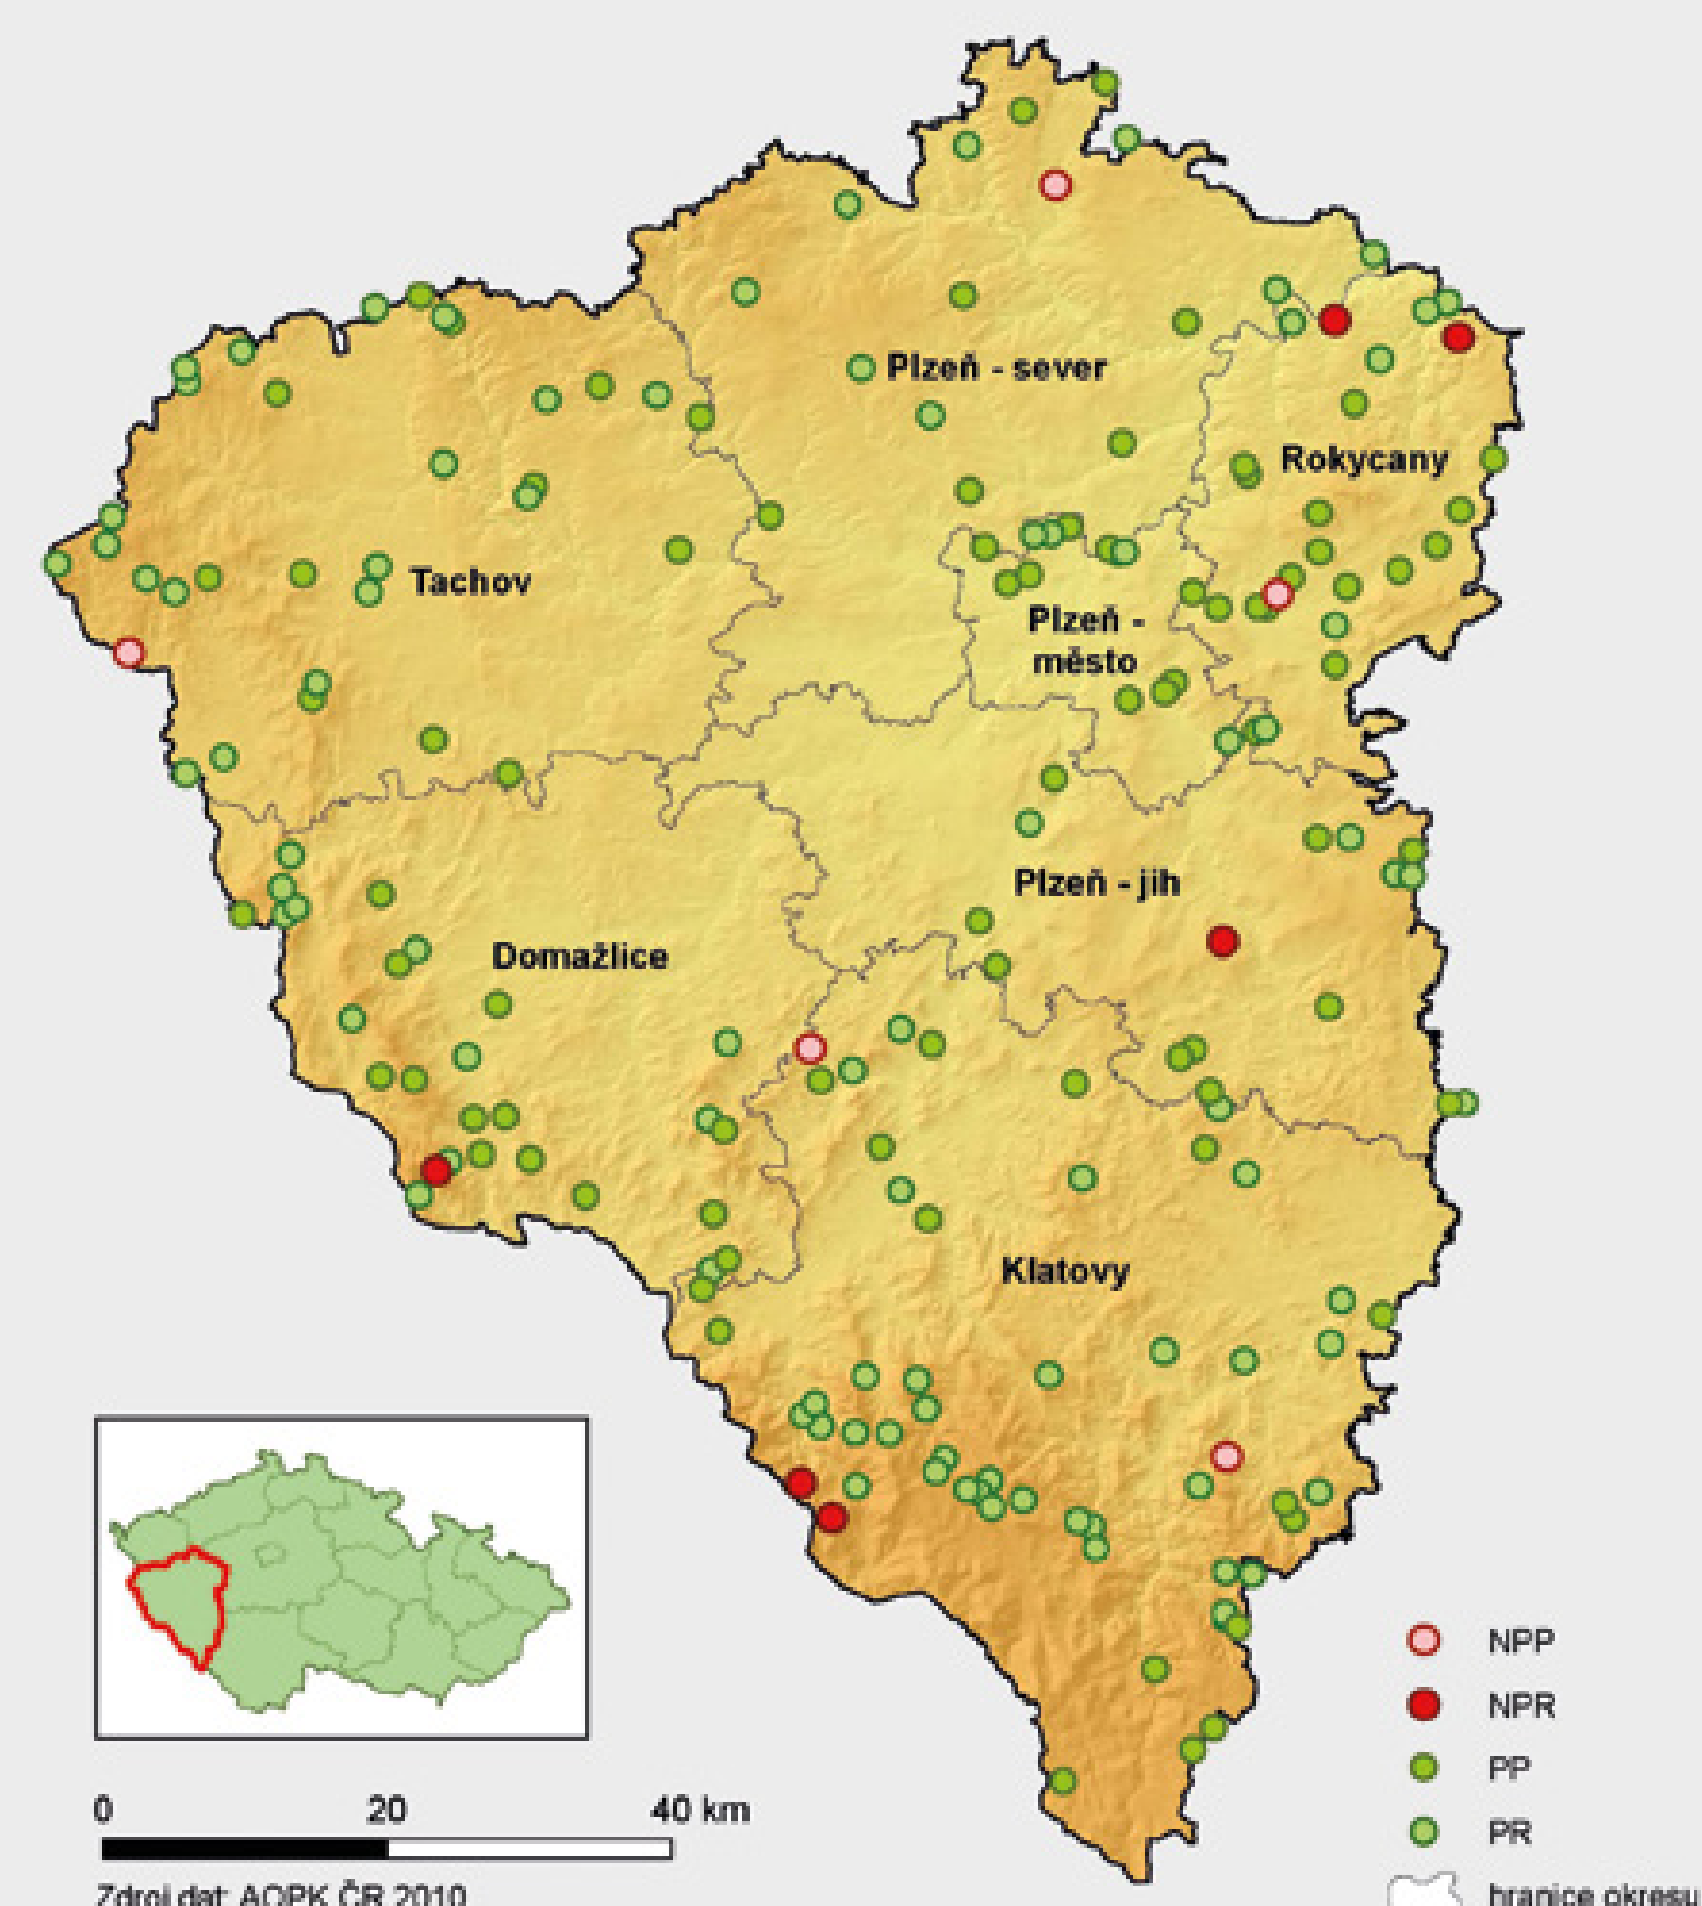 Plzeň - sever
Rokycany
Tachov
Plzeň -
město
Plzeň - jih
Domažlice
Klatovy
NPP
NPR
PP
PR
hranice okresu
0 20 40 km
Zdroj dat: AOPK ČR 2010